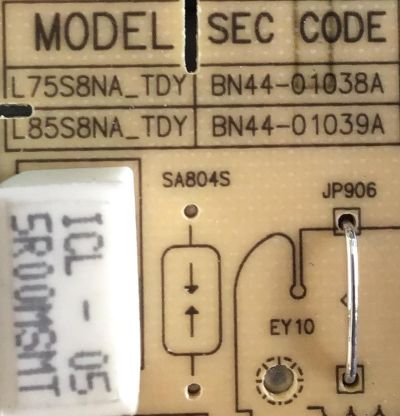 MODEL SEC CODE
L75S8NA_TDY BN44-01038A
L85S8NA_TDY BN44-01039A
SA804S
JP906
ICL - 05
5R00MSMT
EY10